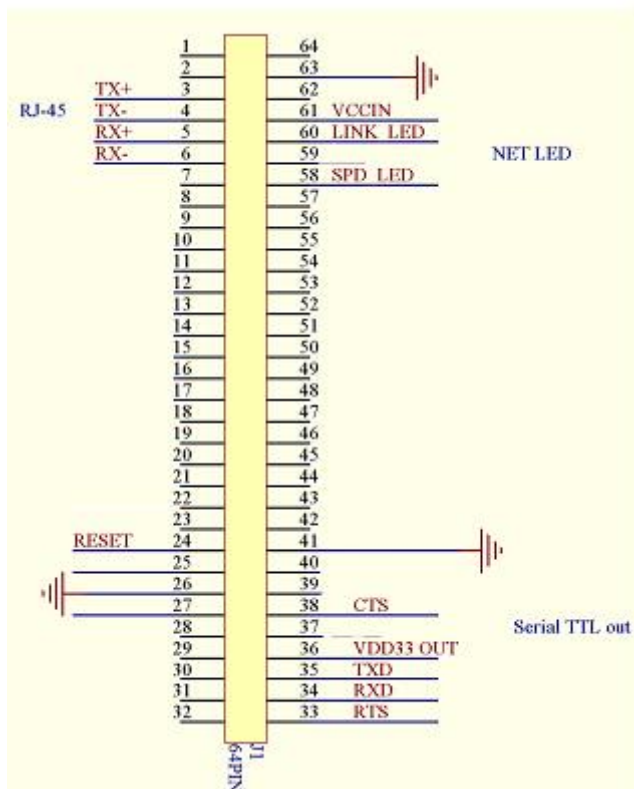 1 64
2 63
TX+ 3 62
RJ-45 TX- 4 61 VCCIN
RX+ 5 60 LINK_LED
RX- 6 59 NET LED
7 58 SPD_LED
8 57
9 56
10 55
11 54
12 53
13 52
14 51
15 50
16 49
17 48
18 47
19 46
20 45
21 44
22 43
23 42
RESET 24 41
25 40
26 39
27 38 CTS
28 37 Serial TTL out
29 36 VDD33 OUT
30 35 TXD
31 34 RXD
32 33 RTS
J1
64PIN